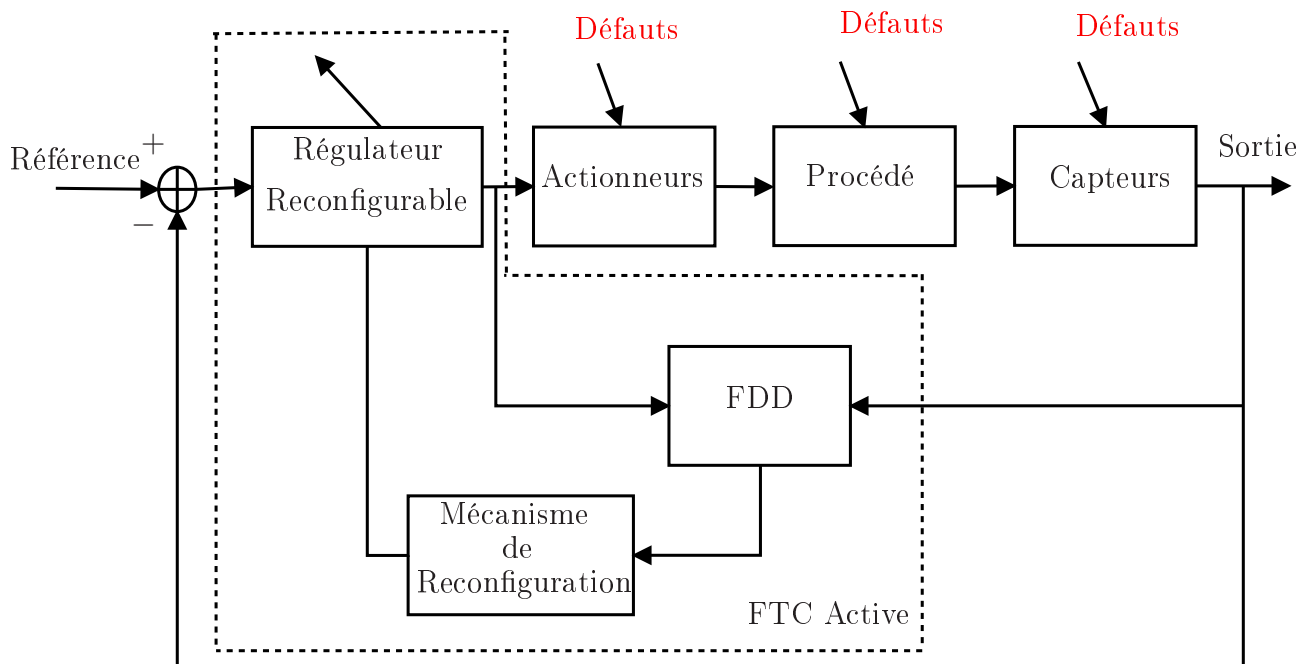 Défauts
Défauts
Défauts
Référence
+
−
Régulateur
Reconfigurable
Actionneurs
Procédé
Capteurs
Sortie
FDD
Mécanisme
de
Reconfiguration
FTC Active